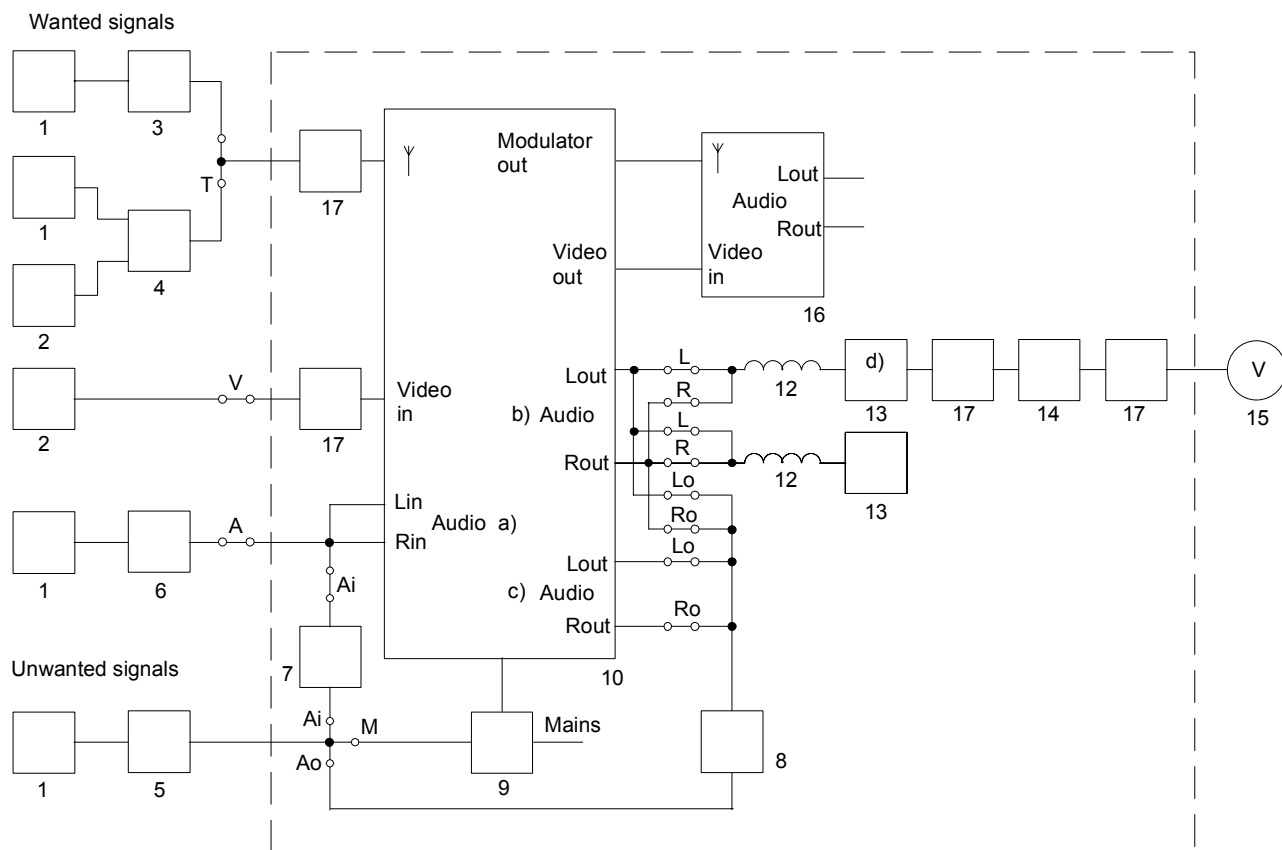 Wanted signals
1
3
1
T
4
2
17
Modulator
out
Lout
Audio
Rout
Video
out
Video
in
16
2
V
17
Video
in
Lout
b) Audio
Rout
L
R
L
R
Lo
Ro
12
12
d)
13
17
14
17
V
15
13
1
6
A
Lin
Rin
Audio a)
Lout
c) Audio
Rout
Lo
Ro
Ai
7
10
Unwanted signals
1
5
Ai
M
Ao
9
Mains
8